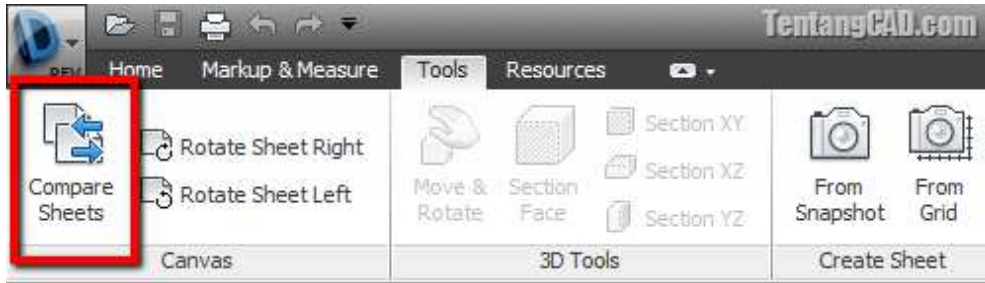 TentangCAD.com
REV
Home Markup & Measure Tools Resources
Compare
Sheets
Rotate Sheet Right
Rotate Sheet Left
Canvas
Move &
Rotate
Section
Face
Section XY
Section XZ
Section YZ
3D Tools
From
Snapshot
From
Grid
Create Sheet